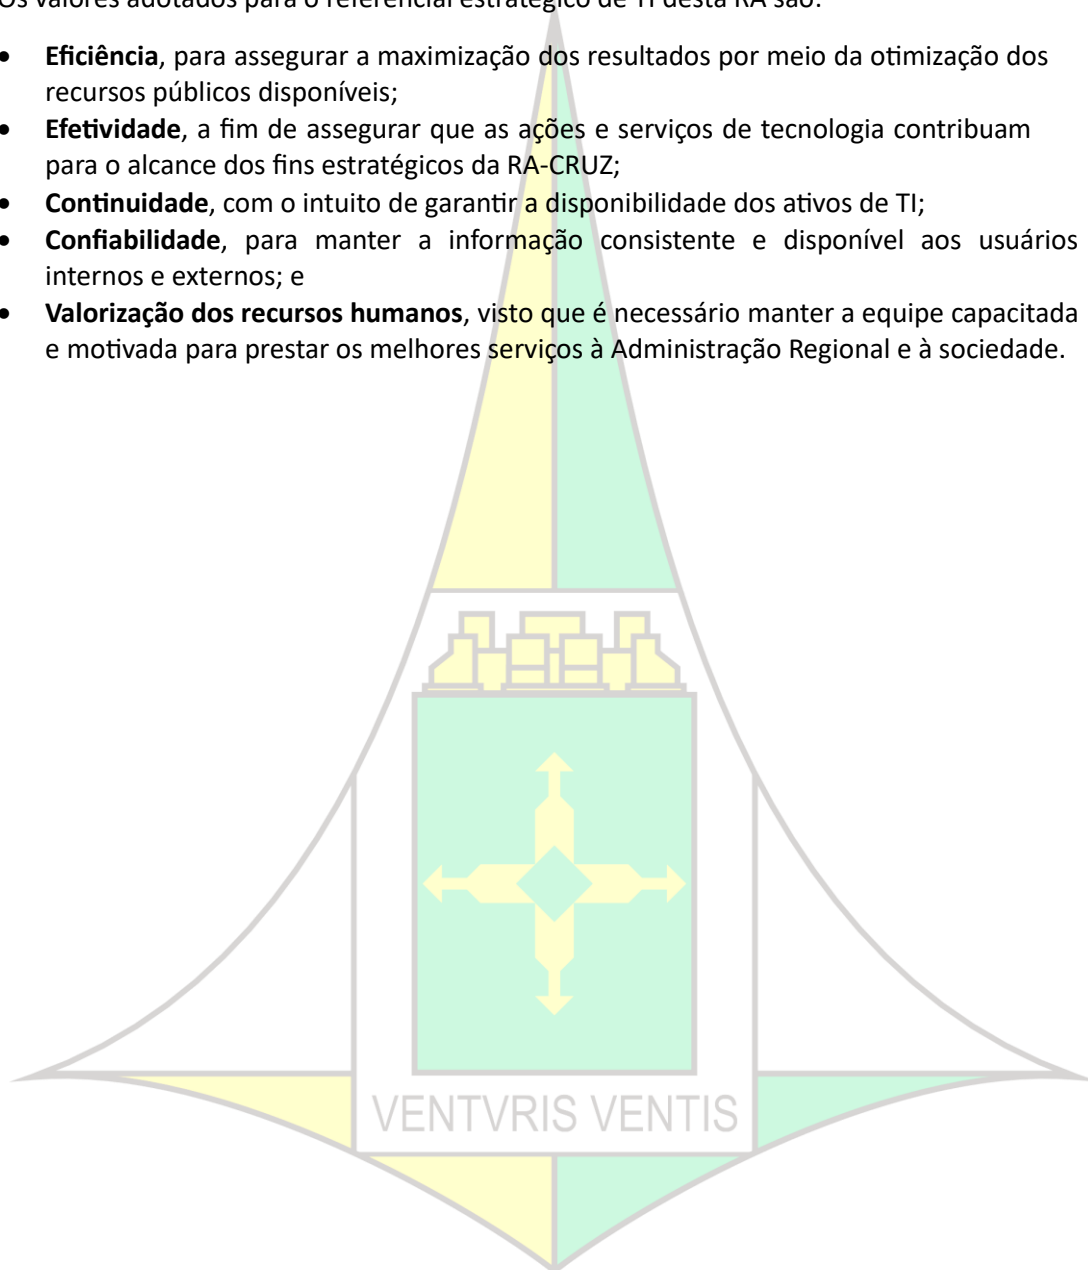 Os valores adotados para o referencial estratégico de TI desta RA são:
• Eficiência, para assegurar a maximização dos resultados por meio da otimização dos
recursos públicos disponíveis;
• Efetividade, a fim de assegurar que as ações e serviços de tecnologia contribuam
para o alcance dos fins estratégicos da RA-CRUZ;
• Continuidade, com o intuito de garantir a disponibilidade dos ativos de TI;
• Confiabilidade, para manter a informação consistente e disponível aos usuários
internos e externos; e
• Valorização dos recursos humanos, visto que é necessário manter a equipe capacitada
e motivada para prestar os melhores serviços à Administração Regional e à sociedade.
VENTVRIS VENTIS